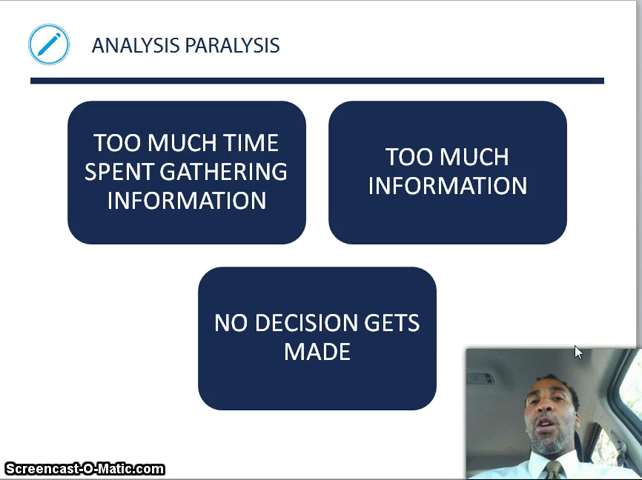 ANALYSIS PARALYSIS
TOO MUCH TIME
SPENT GATHERING
INFORMATION
TOO MUCH
INFORMATION
NO DECISION GETS
MADE
Screencast-O-Matic.com